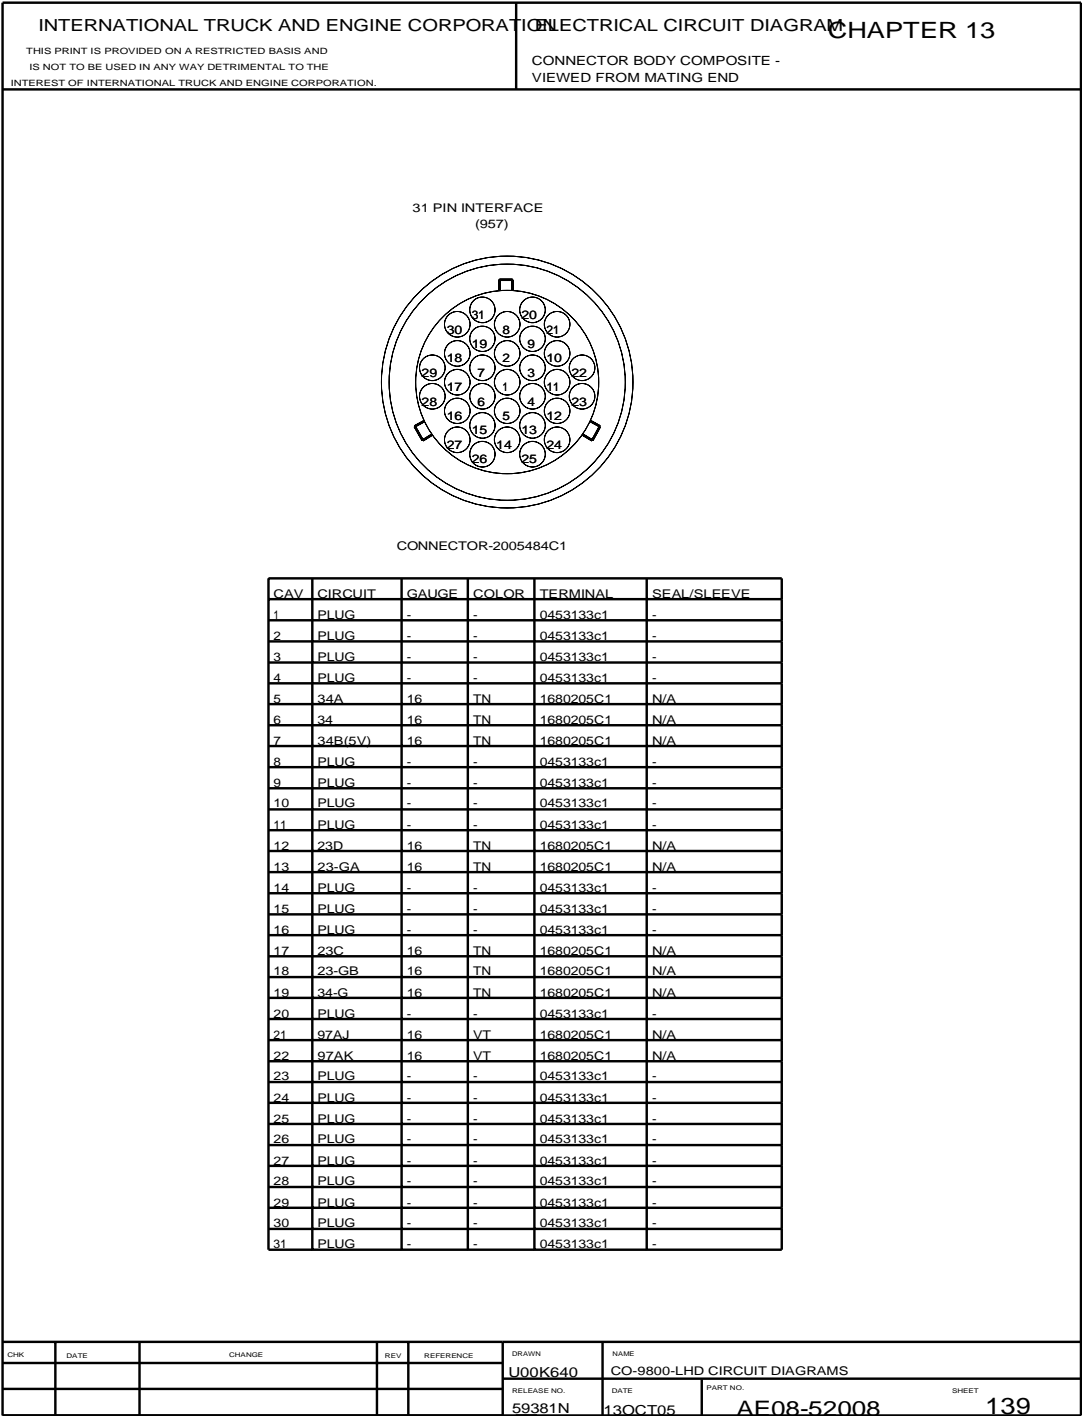 INTERNATIONAL TRUCK AND ENGINE CORPORATION
THIS PRINT IS PROVIDED ON A RESTRICTED BASIS AND
IS NOT TO BE USED IN ANY WAY DETRIMENTAL TO THE
INTEREST OF INTERNATIONAL TRUCK AND ENGINE CORPORATION.
ELECTRICAL CIRCUIT DIAGRAM
CHAPTER 13
CONNECTOR BODY COMPOSITE -
VIEWED FROM MATING END
31 PIN INTERFACE
(957)
31 20
30 8 21
19 9
18 2 10
29 7 3 22
17 1 11
28 6 4 23
16 5 12
15 13
27 14 24
26 25
CONNECTOR-2005484C1
CAV CIRCUIT GAUGE COLOR TERMINAL SEAL/SLEEVE
1 PLUG - - 0453133c1 -
2 PLUG - - 0453133c1 -
3 PLUG - - 0453133c1 -
4 PLUG - - 0453133c1 -
5 34A 16 TN 1680205C1 N/A
6 34 16 TN 1680205C1 N/A
7 34B(5V) 16 TN 1680205C1 N/A
8 PLUG - - 0453133c1 -
9 PLUG - - 0453133c1 -
10 PLUG - - 0453133c1 -
11 PLUG - - 0453133c1 -
12 23D 16 TN 1680205C1 N/A
13 23-GA 16 TN 1680205C1 N/A
14 PLUG - - 0453133c1 -
15 PLUG - - 0453133c1 -
16 PLUG - - 0453133c1 -
17 23C 16 TN 1680205C1 N/A
18 23-GB 16 TN 1680205C1 N/A
19 34-G 16 TN 1680205C1 N/A
20 PLUG - - 0453133c1 -
21 97AJ 16 VT 1680205C1 N/A
22 97AK 16 VT 1680205C1 N/A
23 PLUG - - 0453133c1 -
24 PLUG - - 0453133c1 -
25 PLUG - - 0453133c1 -
26 PLUG - - 0453133c1 -
27 PLUG - - 0453133c1 -
28 PLUG - - 0453133c1 -
29 PLUG - - 0453133c1 -
30 PLUG - - 0453133c1 -
31 PLUG - - 0453133c1 -
CHK DATE CHANGE REV REFERENCE DRAWN NAME
U00K640 CO-9800-LHD CIRCUIT DIAGRAMS
RELEASE NO. DATE PART NO. SHEET
59381N 13OCT05 AE08-52008 139